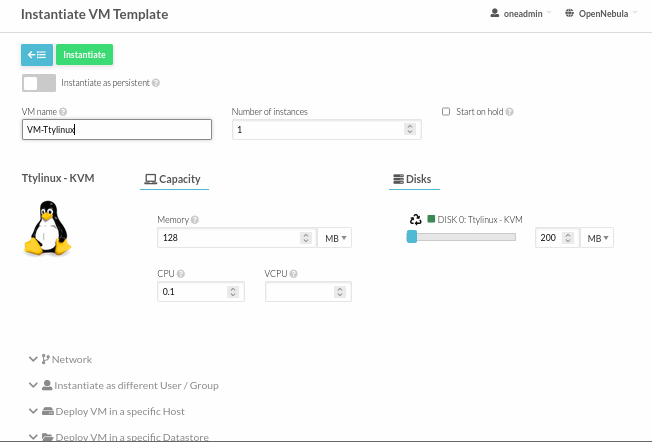 Instantiate VM Template
oneadmin
OpenNebula
Instantiate
Instantiate as persistent
VM name
Number of instances
Start on hold
VM-Ttylinux
1
Ttylinux - KVM
Capacity
Disks
Memory
DISK 0: Ttylinux - KVM
128
MB
200
MB
CPU
VCPU
0.1
Network
Instantiate as different User / Group
Deploy VM in a specific Host
Deploy VM in a specific Datastore